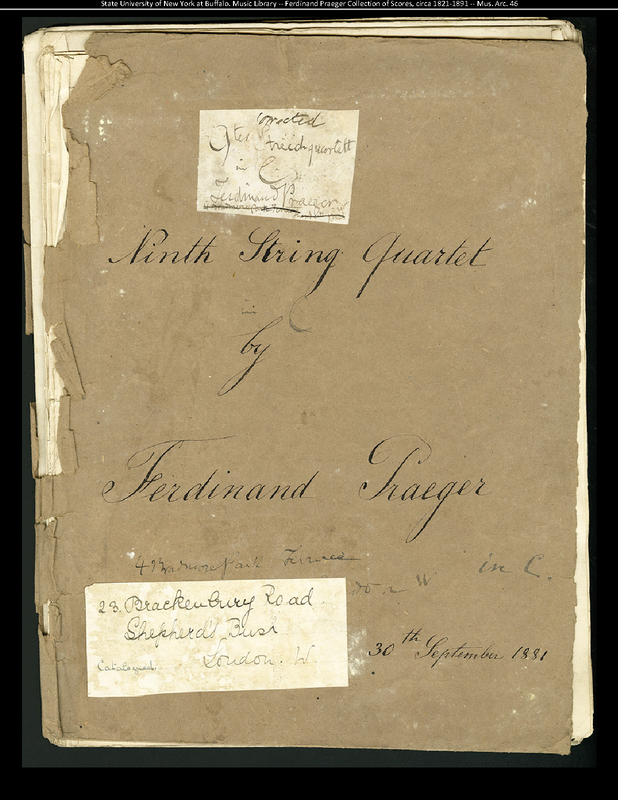 State University of New York at Buffalo. Music Library -- Ferdinand Praeger Collection of Scores, circa 1821-1891 -- Mus. Arc. 46
Corrected
9tes Streichquartett
in C
Ferdinand Praeger
Ninth String Quartet
in C
by
Ferdinand Praeger
Terrace
in C.
W
23. Brackenbury Road
Shepherd's Bush
London. W.
Catalogued.
30th September 1881